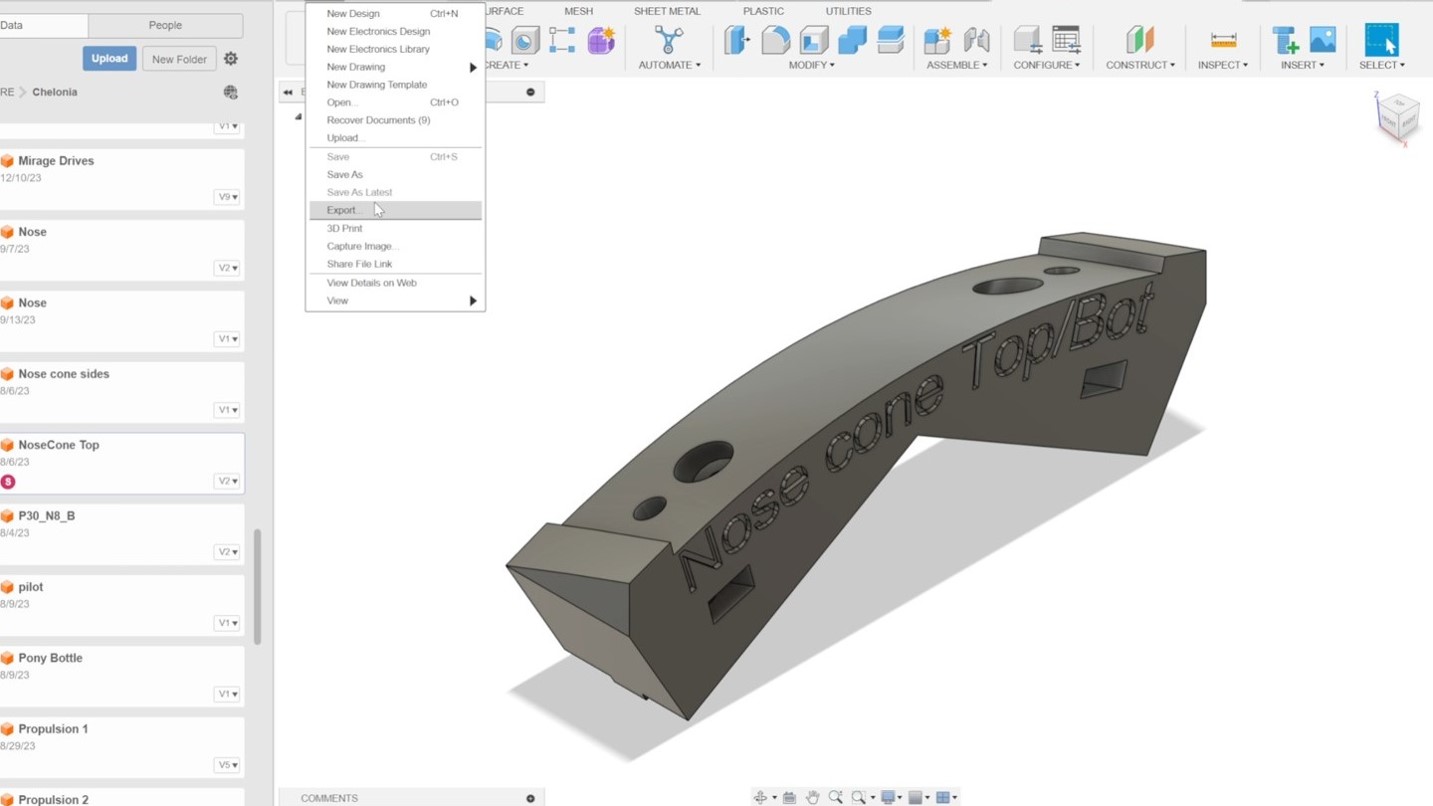 Data People
Upload New Folder
RE > Chelonia
V1
Mirage Drives
12/10/23
V9
Nose
9/7/23
V2
Nose
9/13/23
V1
Nose cone sides
8/6/23
V1
NoseCone Top
8/6/23
S V2
P30_N8_B
8/4/23
V2
pilot
8/9/23
V1
Pony Bottle
8/9/23
V1
Propulsion 1
8/29/23
V5
Propulsion 2
New Design Ctrl+N
New Electronics Design
New Electronics Library
New Drawing
New Drawing Template
Open... Ctrl+O
Recover Documents (9)
Upload...
Save Ctrl+S
Save As
Save As Latest
Export...
3D Print
Capture Image...
Share File Link
View Details on Web
View
URFACE MESH SHEET METAL PLASTIC UTILITIES
CREATE AUTOMATE MODIFY ASSEMBLE CONFIGURE CONSTRUCT INSPECT INSERT SELECT
Z
TOP
FRONT RIGHT
X
Nose cone Top/Bot
COMMENTS